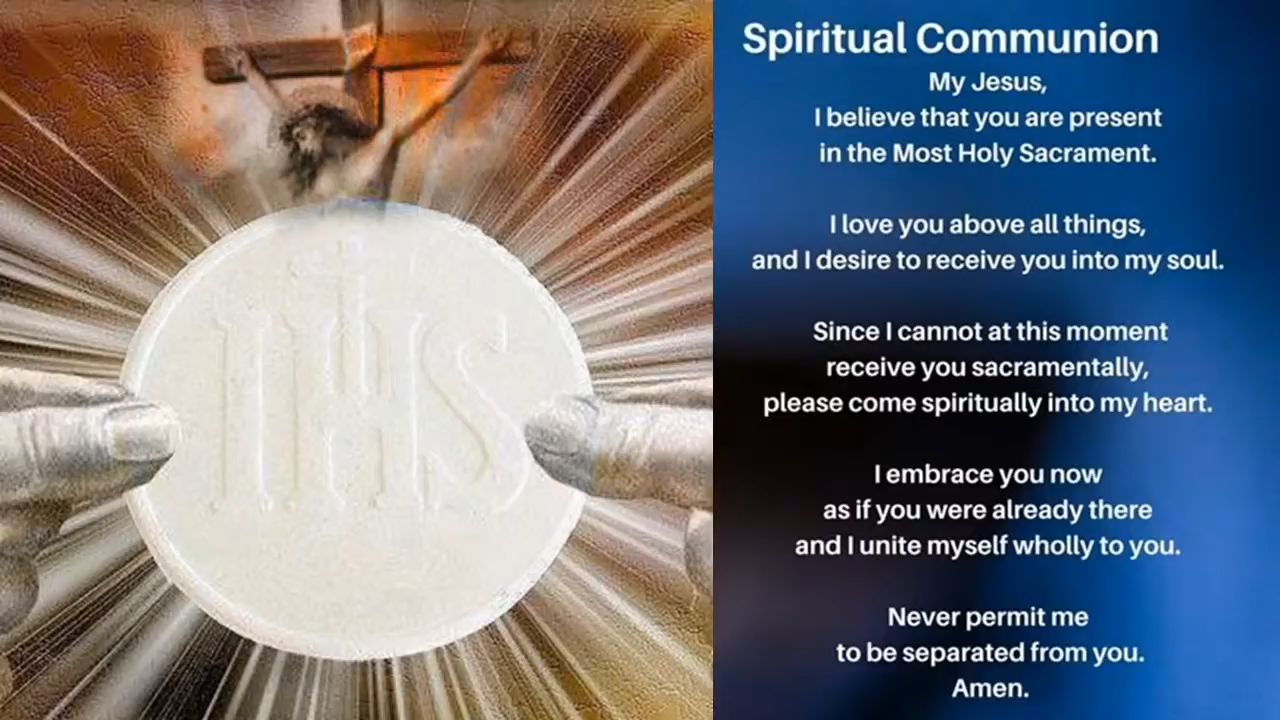 IHS
Spiritual Communion
My Jesus,
I believe that you are present
in the Most Holy Sacrament.
I love you above all things,
and I desire to receive you into my soul.
Since I cannot at this moment
receive you sacramentally,
please come spiritually into my heart.
I embrace you now
as if you were already there
and I unite myself wholly to you.
Never permit me
to be separated from you.
Amen.